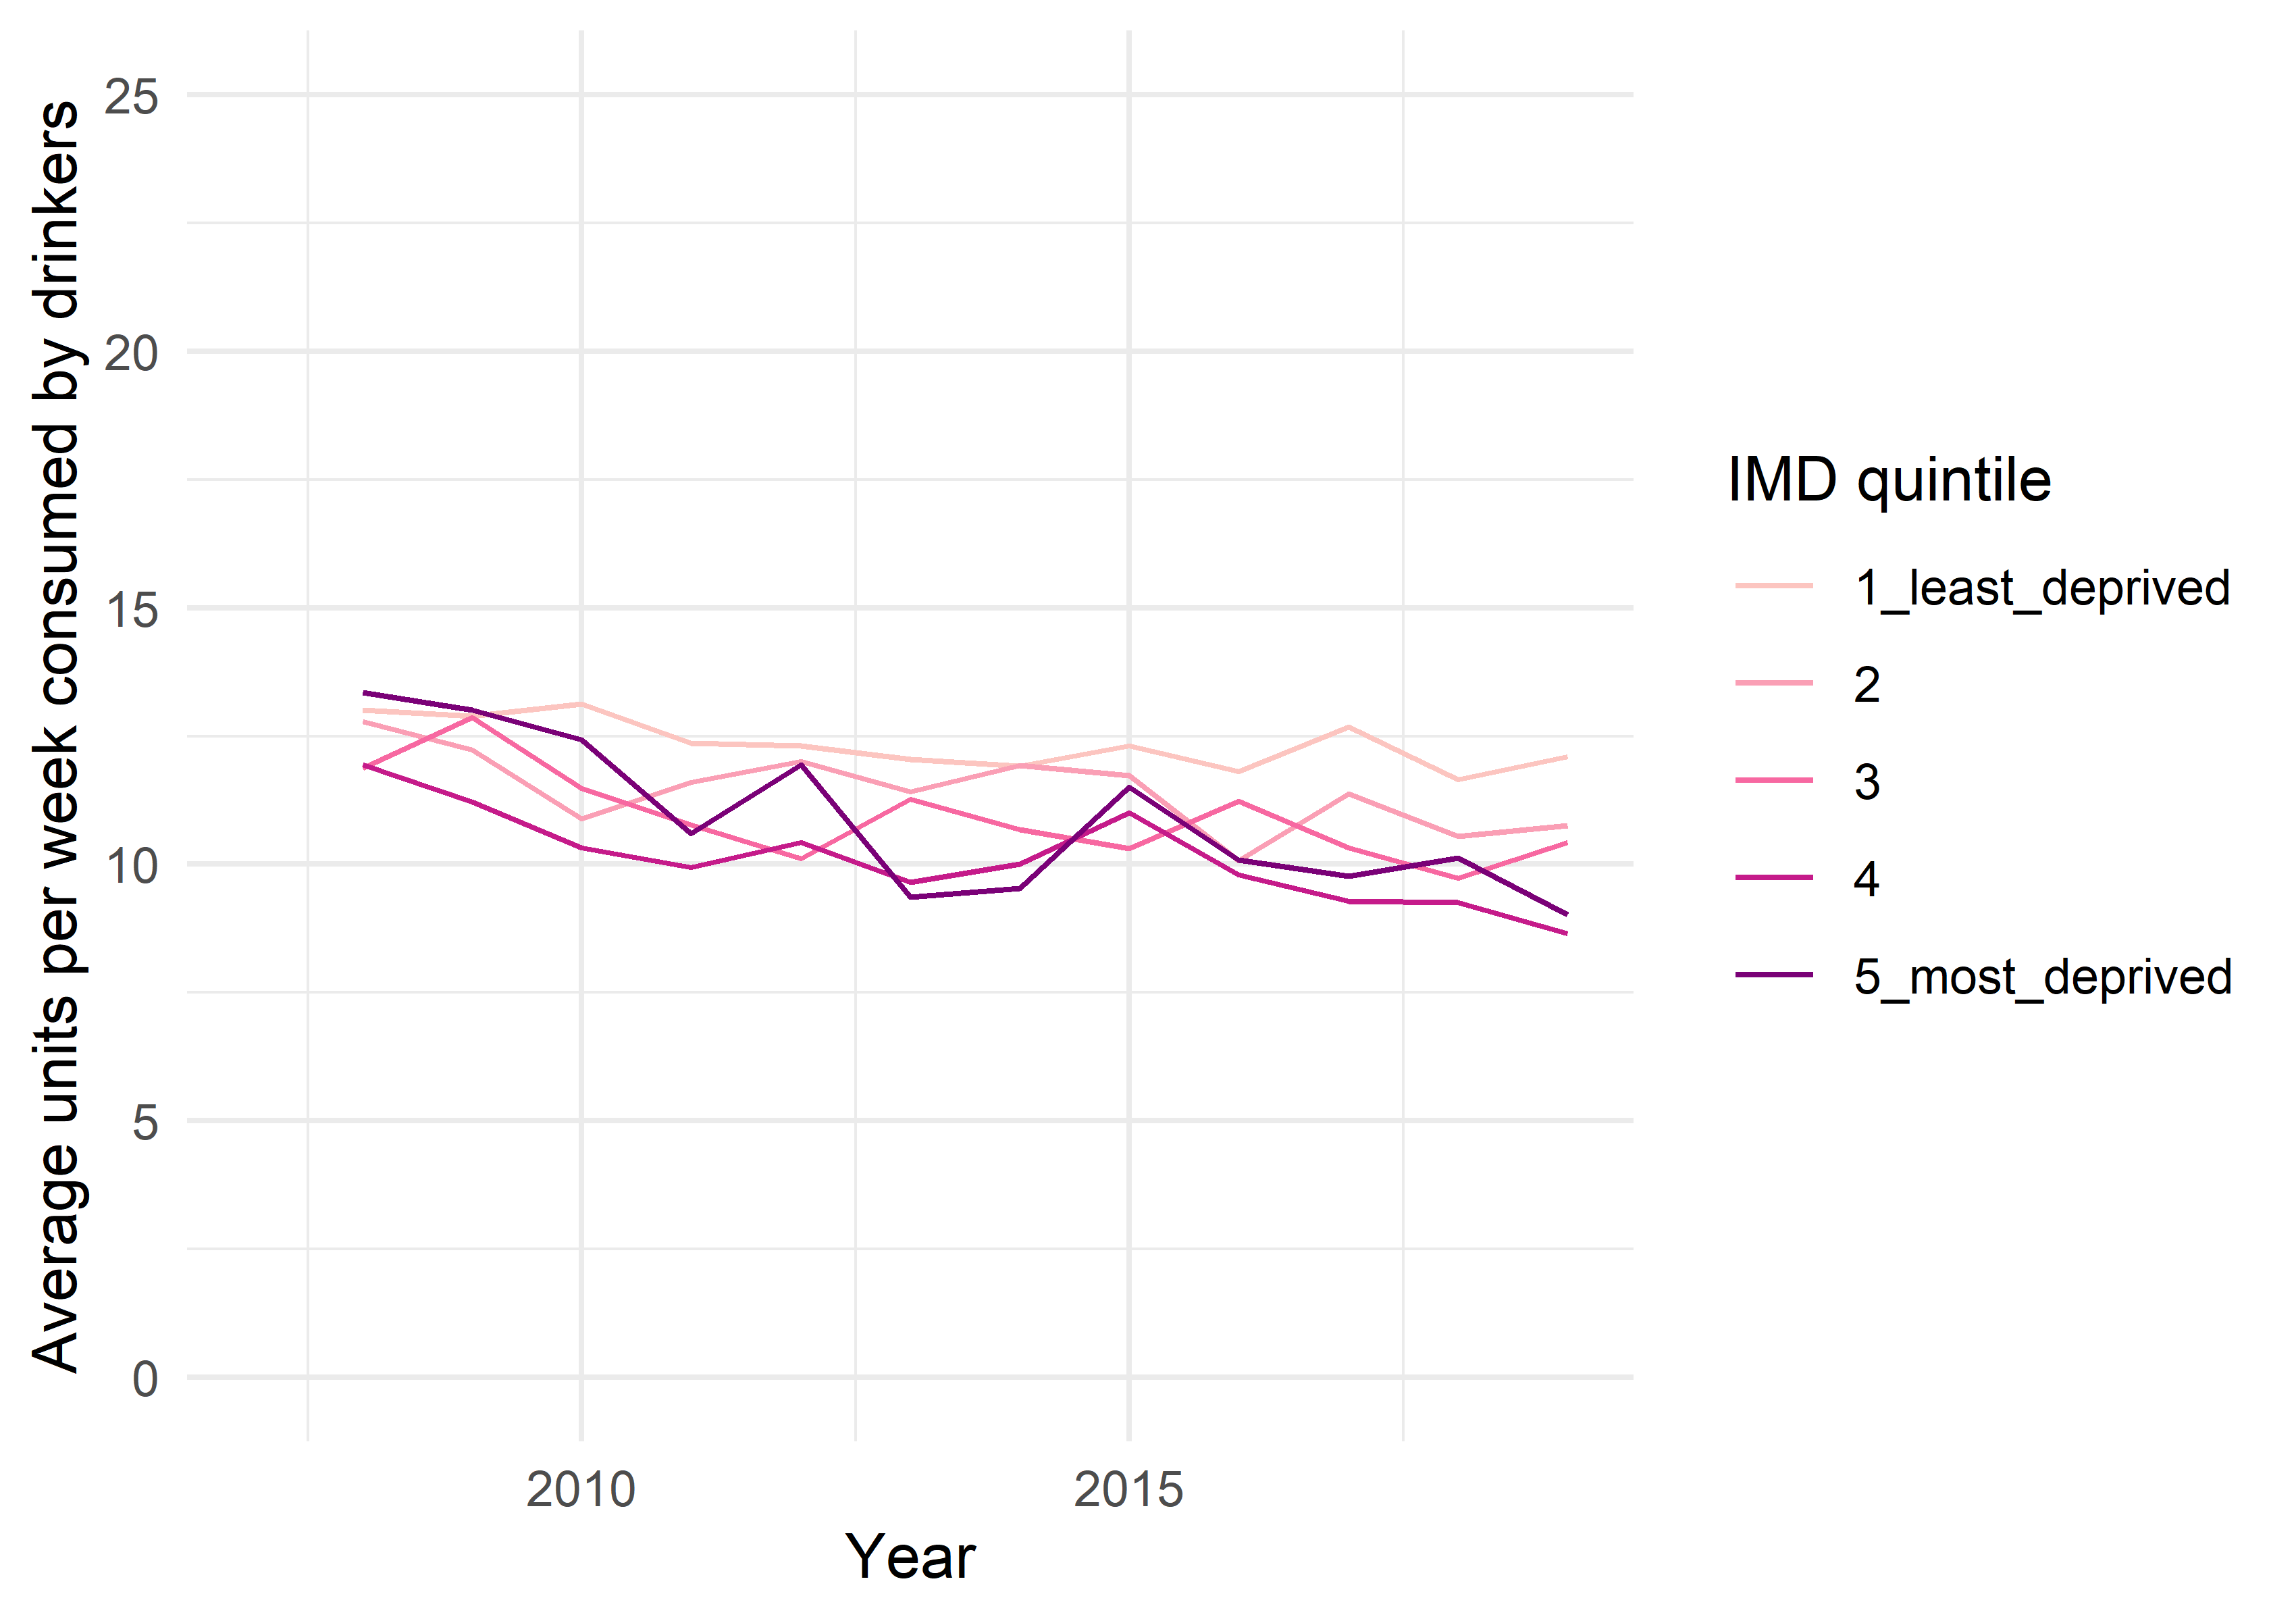 Average units per week consumed by drinkers
25
20
15
10
5
0
2010
2015
Year
IMD quintile
1_least_deprived
2
3
4
5_most_deprived